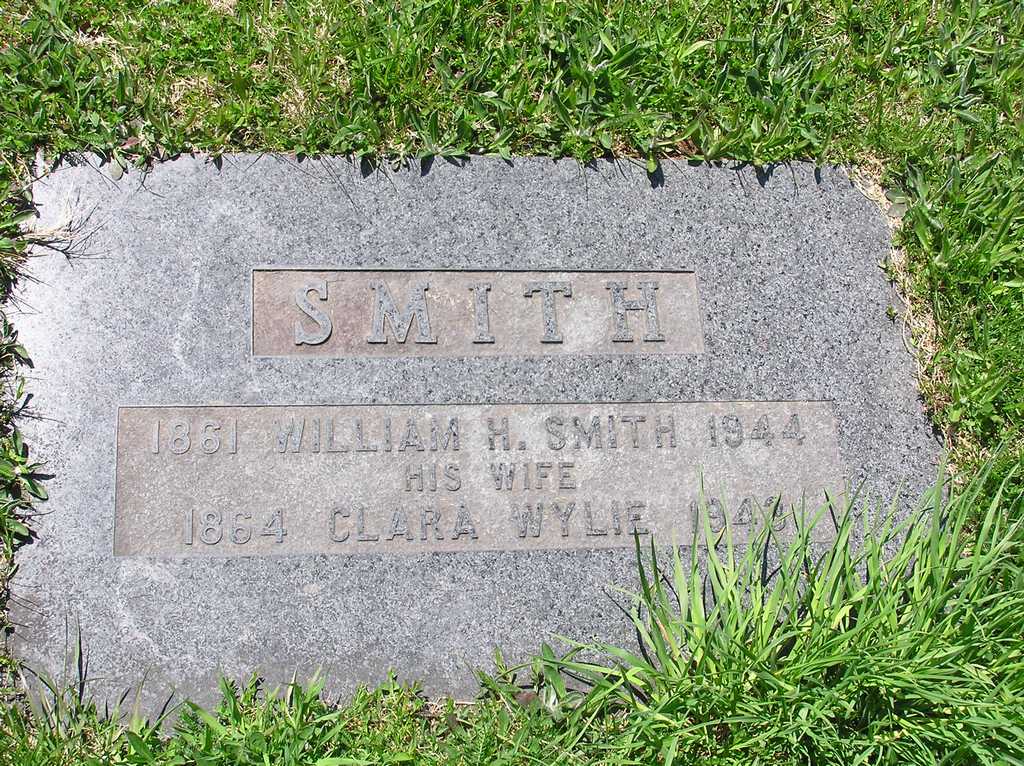 SMITH
1861 WILLIAM H. SMITH 1944
HIS WIFE
1864 CLARA WYLIE